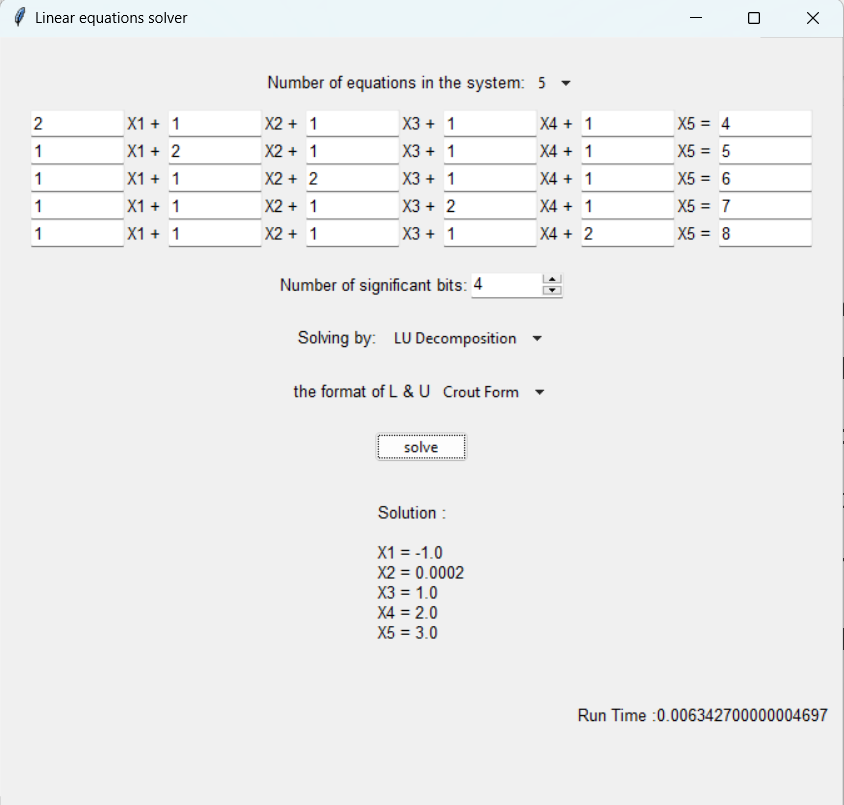 Linear equations solver
Number of equations in the system: 5
2 X1 + 1 X2 + 1 X3 + 1 X4 + 1 X5 = 4
1 X1 + 2 X2 + 1 X3 + 1 X4 + 1 X5 = 5
1 X1 + 1 X2 + 2 X3 + 1 X4 + 1 X5 = 6
1 X1 + 1 X2 + 1 X3 + 2 X4 + 1 X5 = 7
1 X1 + 1 X2 + 1 X3 + 1 X4 + 2 X5 = 8
Number of significant bits: 4
Solving by: LU Decomposition
the format of L & U Crout Form
solve
Solution :
X1 = -1.0
X2 = 0.0002
X3 = 1.0
X4 = 2.0
X5 = 3.0
Run Time :0.006342700000004697